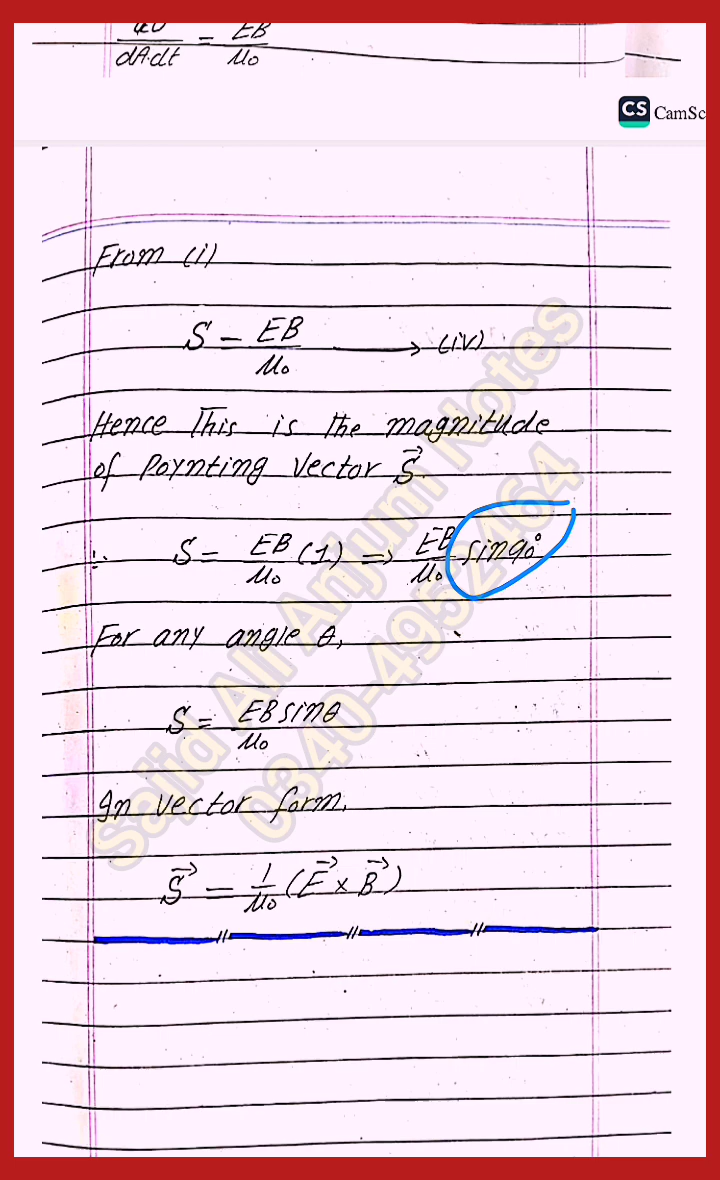 dA.dt = EB/μo
CS CamSc
From (i)
S = EB/μo → (iv)
Hence This is the magnitude
of Poynting Vector S⃗.
∵ S = EB/μo (1) => EB/μo sin90°
For any angle θ,
S = EB sinθ/μo
In vector form,
S⃗ = 1/μo (E⃗ x B⃗)
Sajid Ali Anjum Notes
0340-4952464